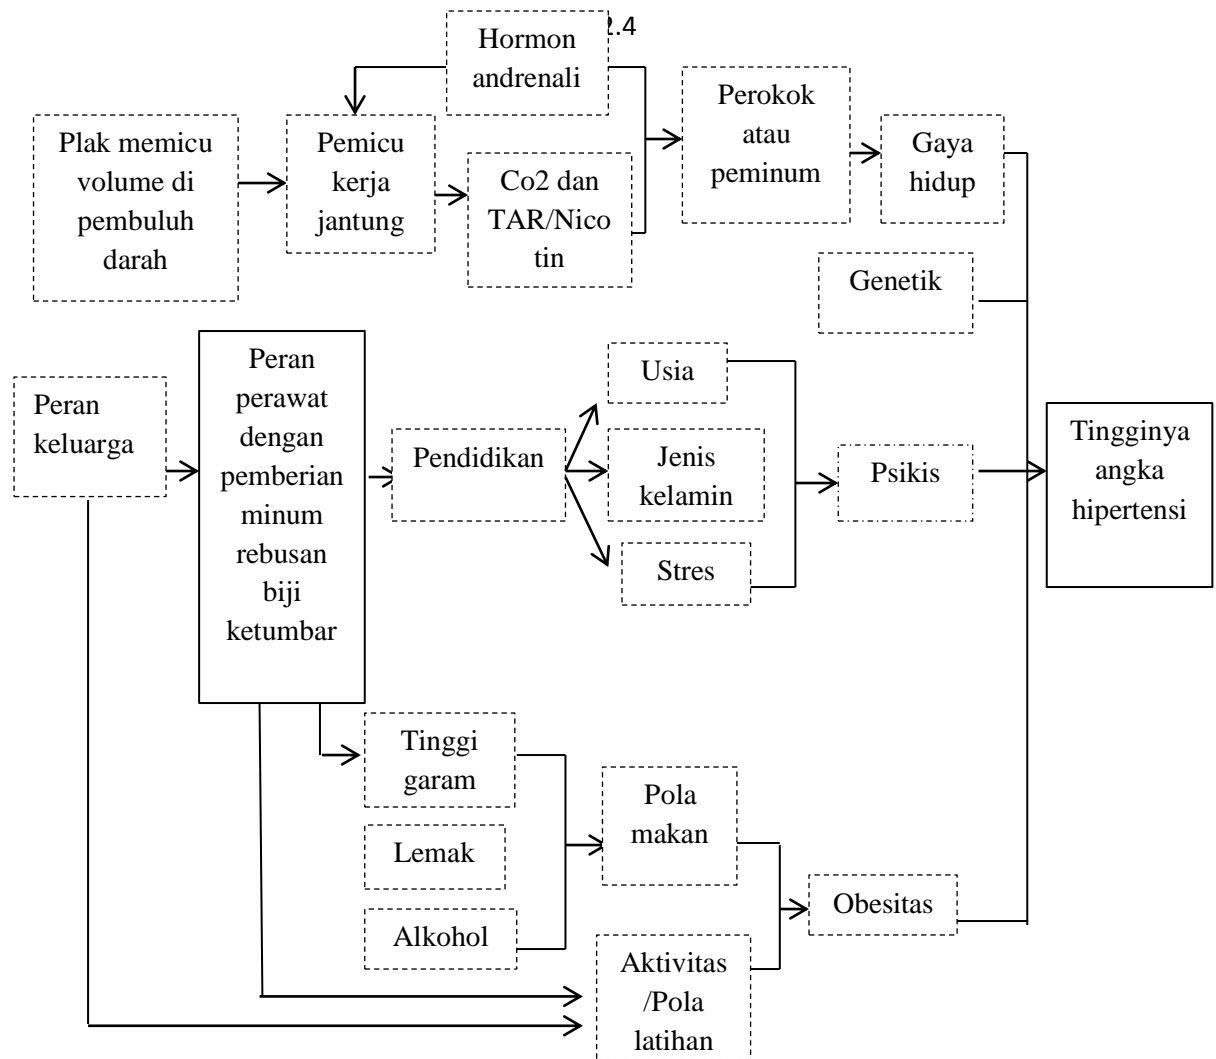 2.4
Hormon
andrenali
Perokok
atau
peminum
Gaya
hidup
Plak memicu
volume di
pembuluh
darah
Pemicu
kerja
jantung
Co2 dan
TAR/Nico
tin
Genetik
Peran
keluarga
Peran
perawat
dengan
pemberian
minum
rebusan
biji
ketumbar
Pendidikan
Usia
Jenis
kelamin
Stres
Psikis
Tingginya
angka
hipertensi
Tinggi
garam
Lemak
Alkohol
Pola
makan
Aktivitas
/Pola
latihan
Obesitas